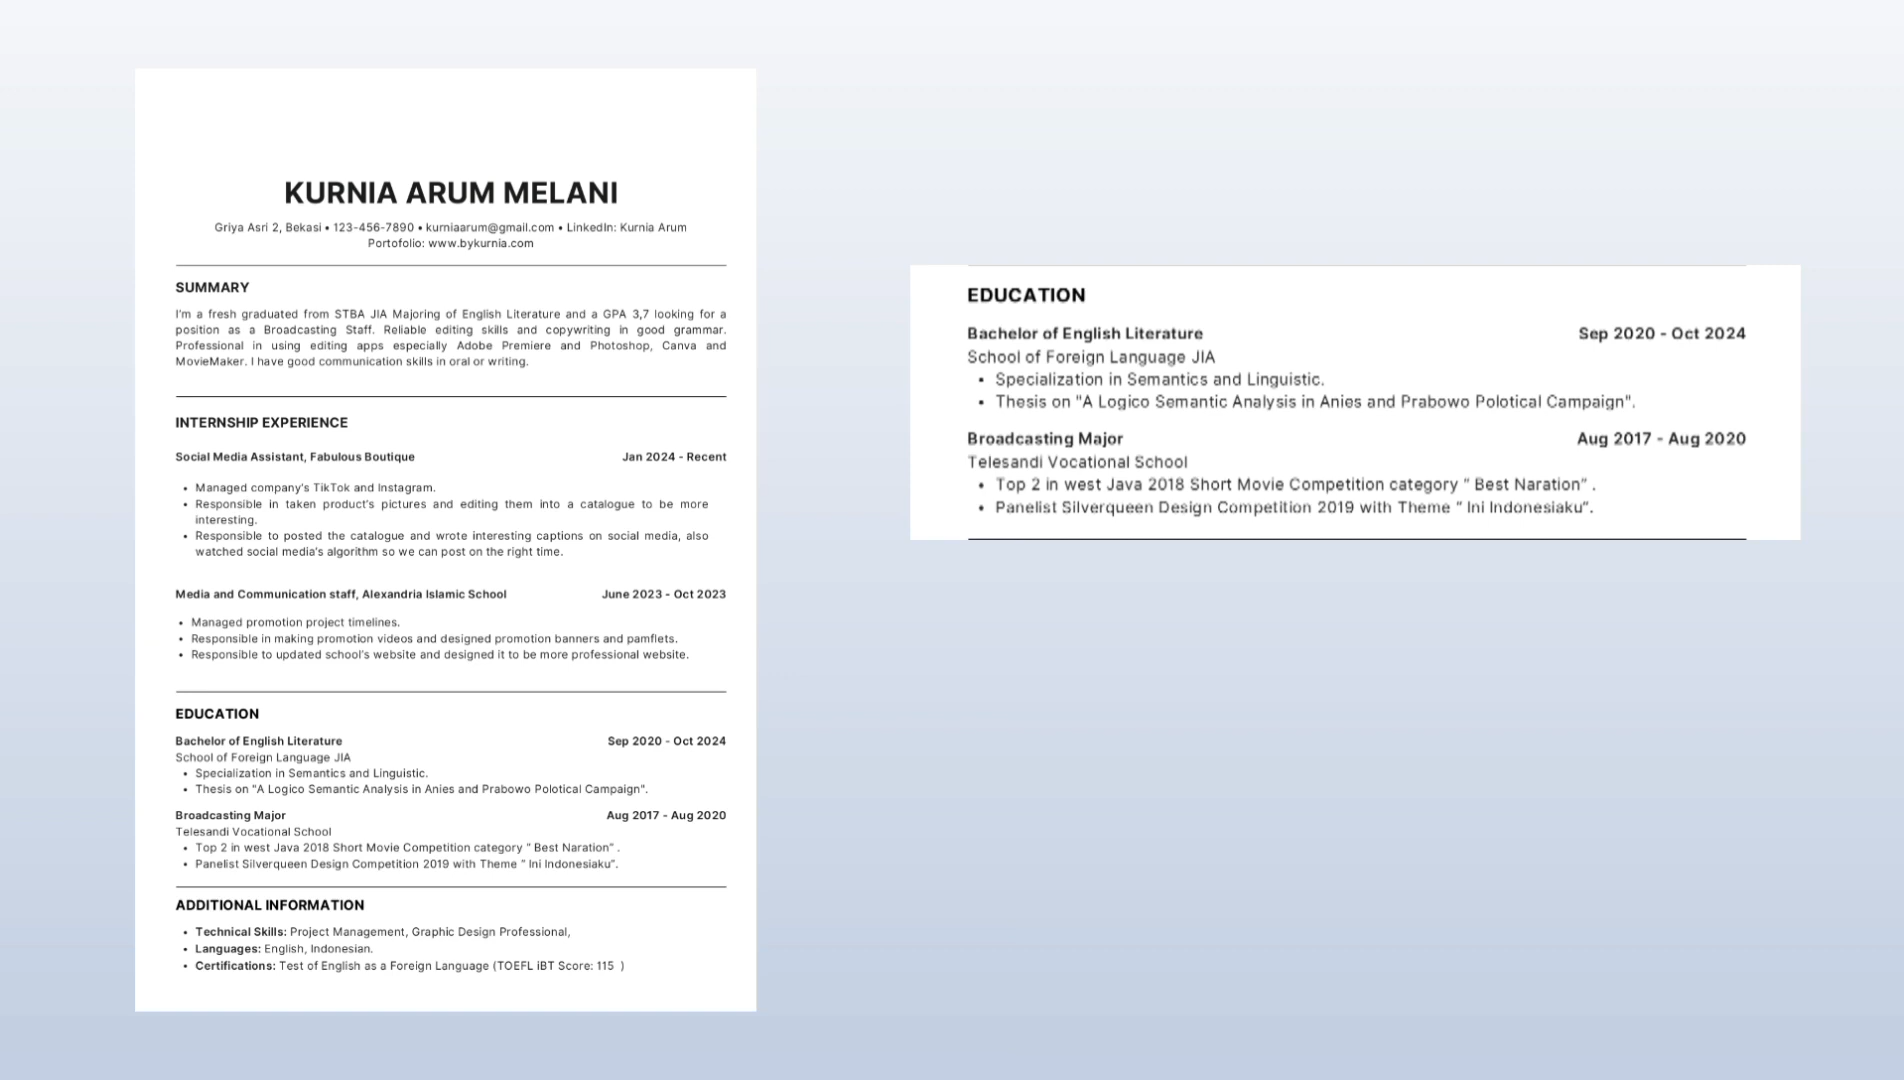 KURNIA ARUM MELANI
Griya Asri 2, Bekasi • 123-456-7890 • kurniaarum@gmail.com • LinkedIn: Kurnia Arum
Portofolio: www.bykurnia.com
SUMMARY
I'm a fresh graduated from STBA JIA Majoring of English Literature and a GPA 3,7 looking for a
position as a Broadcasting Staff. Reliable editing skills and copywriting in good grammar.
Professional in using editing apps especially Adobe Premiere and Photoshop, Canva and
MovieMaker. I have good communication skills in oral or writing.
INTERNSHIP EXPERIENCE
Social Media Assistant, Fabulous Boutique Jan 2024 - Recent
• Managed company's TikTok and Instagram.
• Responsible in taken product's pictures and editing them into a catalogue to be more
interesting.
• Responsible to posted the catalogue and wrote interesting captions on social media, also
watched social media's algorithm so we can post on the right time.
Media and Communication staff, Alexandria Islamic School June 2023 - Oct 2023
• Managed promotion project timelines.
• Responsible in making promotion videos and designed promotion banners and pamflets.
• Responsible to updated school's website and designed it to be more professional website.
EDUCATION
Bachelor of English Literature Sep 2020 - Oct 2024
School of Foreign Language JIA
• Specialization in Semantics and Linguistic.
• Thesis on "A Logico Semantic Analysis in Anies and Prabowo Polotical Campaign".
Broadcasting Major Aug 2017 - Aug 2020
Telesandi Vocational School
• Top 2 in west Java 2018 Short Movie Competition category " Best Naration" .
• Panelist Silverqueen Design Competition 2019 with Theme " Ini Indonesiaku".
ADDITIONAL INFORMATION
• Technical Skills: Project Management, Graphic Design Professional,
• Languages: English, Indonesian.
• Certifications: Test of English as a Foreign Language (TOEFL iBT Score: 115 )
EDUCATION
Bachelor of English Literature Sep 2020 - Oct 2024
School of Foreign Language JIA
• Specialization in Semantics and Linguistic.
• Thesis on "A Logico Semantic Analysis in Anies and Prabowo Polotical Campaign".
Broadcasting Major Aug 2017 - Aug 2020
Telesandi Vocational School
• Top 2 in west Java 2018 Short Movie Competition category " Best Naration" .
• Panelist Silverqueen Design Competition 2019 with Theme " Ini Indonesiaku".